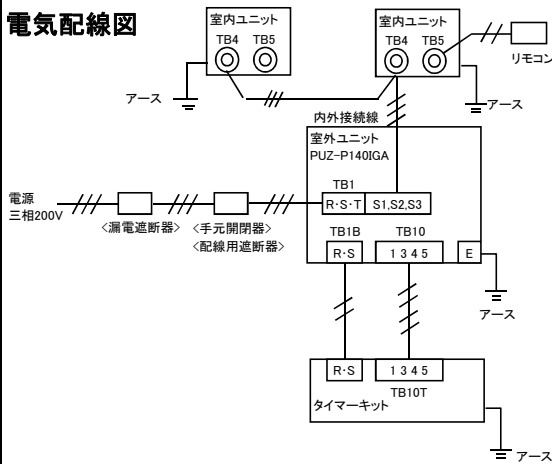 電気配線図
室内ユニット
TB4 TB5
アース
室内ユニット
TB4 TB5
リモコン
アース
内外接続線
室外ユニット
PUZ-P140IGA
TB1
R・S・T S1,S2,S3
電源
三相200V
<漏電遮断器>
<手元開閉器>
<配線用遮断器>
TB1B TB10
R・S 1 3 4 5 E
アース
R・S 1 3 4 5
TB10T
タイマーキット
アース